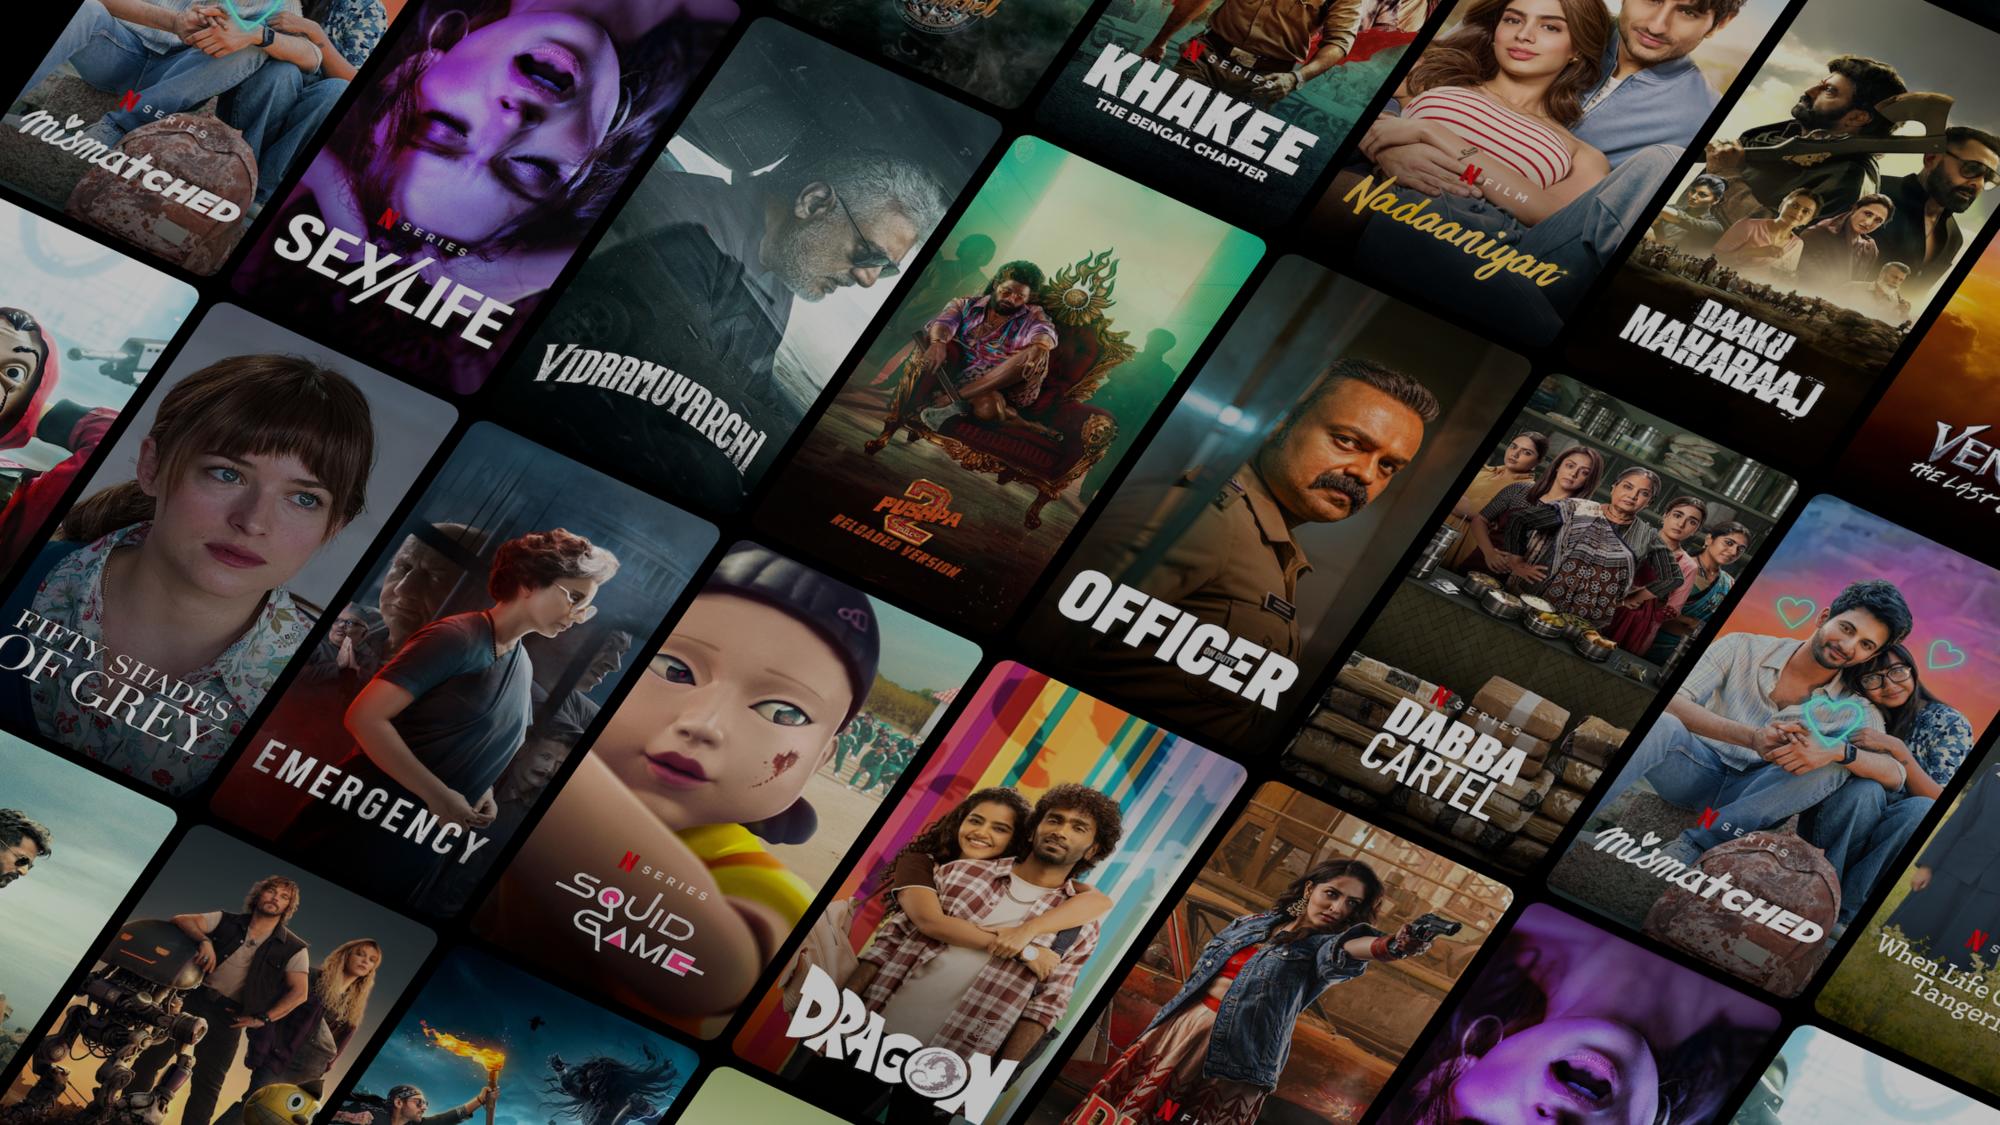 N SERIES
mismatched
N SERIES
SEX/LIFE
VIDAAMUYARCHI
N SERIES
KHAKEE
THE BENGAL CHAPTER
N FILM
Nadaaniyan
DAAKU
MAHARAAJ
FIFTY SHADES
OF GREY
EMERGENCY
2
PUSHPA
RELOADED VERSION
OFFICER
ON DUTY
N SERIES
DABBA
CARTEL
VEN
THE LAST
N SERIES
SQUID
GAME
DRAGON
N SERIES
mismatched
N S
When Life G
Tangeri
N FI